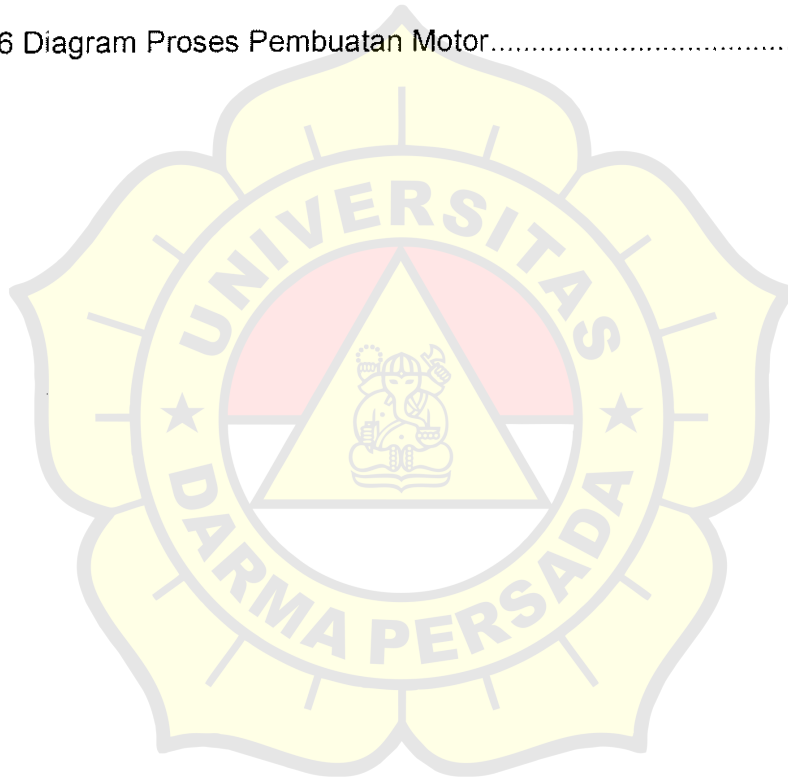 6 Diagram Proses Pembuatan Motor........................................
UNIVERSITAS
DARMA PERSADA